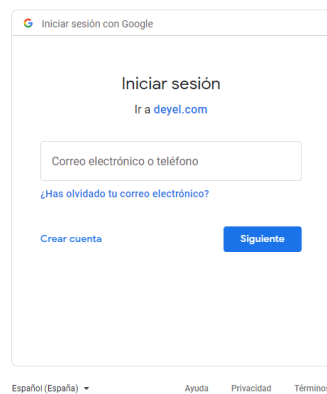 Iniciar sesión con Google
Iniciar sesión
Ir a deyel.com
Correo electrónico o teléfono
¿Has olvidado tu correo electrónico?
Crear cuenta
Siguiente
Español (España)
Ayuda
Privacidad
Términos